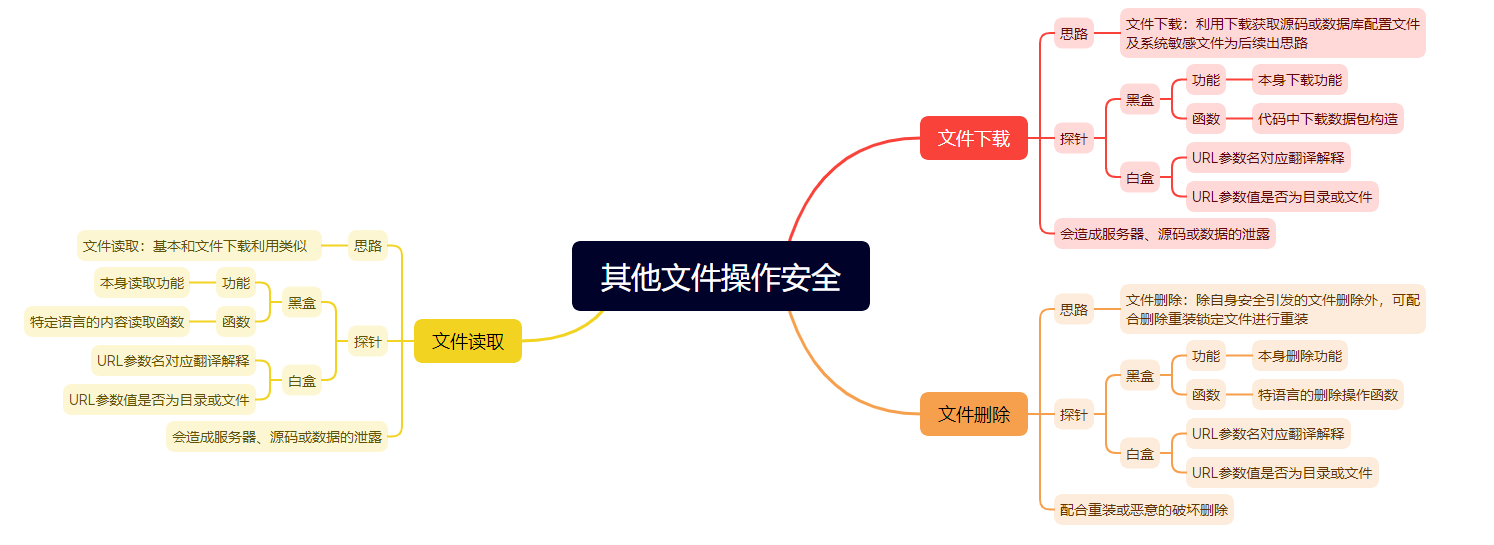 其他文件操作安全
文件下载
思路
文件下载：利用下载获取源码或数据库配置文件
及系统敏感文件为后续出思路
探针
黑盒
功能
本身下载功能
函数
代码中下载数据包构造
白盒
URL参数名对应翻译解释
URL参数值是否为目录或文件
会造成服务器、源码或数据的泄露
文件删除
思路
文件删除：除自身安全引发的文件删除外，可配
合删除重装锁定文件进行重装
探针
黑盒
功能
本身删除功能
函数
特语言的删除操作函数
白盒
URL参数名对应翻译解释
URL参数值是否为目录或文件
配合重装或恶意的破坏删除
文件读取
思路
文件读取：基本和文件下载利用类似
探针
黑盒
功能
本身读取功能
函数
特定语言的内容读取函数
白盒
URL参数名对应翻译解释
URL参数值是否为目录或文件
会造成服务器、源码或数据的泄露